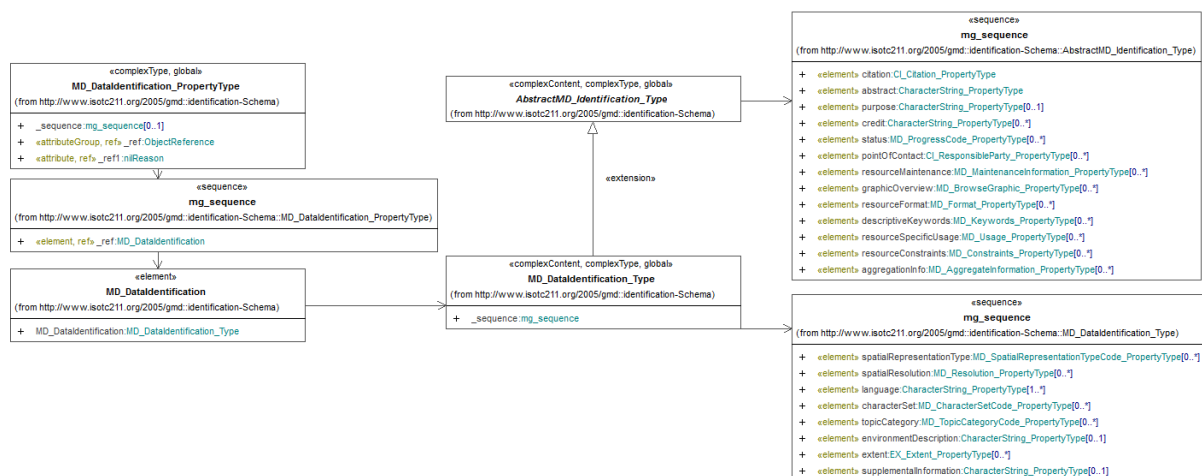 «complexType, global»
MD_DataIdentification_PropertyType
(from http://www.isotc211.org/2005/gmd::identification-Schema)
+ _sequence:mg_sequence[0..1]
+ «attributeGroup, ref» _ref:ObjectReference
+ «attribute, ref» _ref1:nilReason
«sequence»
mg_sequence
(from http://www.isotc211.org/2005/gmd::identification-Schema::MD_DataIdentification_PropertyType)
+ «element, ref» _ref:MD_DataIdentification
«element»
MD_DataIdentification
(from http://www.isotc211.org/2005/gmd::identification-Schema)
+ MD_DataIdentification:MD_DataIdentification_Type
«complexContent, complexType, global»
AbstractMD_Identification_Type
(from http://www.isotc211.org/2005/gmd::identification-Schema)
«extension»
«complexContent, complexType, global»
MD_DataIdentification_Type
(from http://www.isotc211.org/2005/gmd::identification-Schema)
+ _sequence:mg_sequence
«sequence»
mg_sequence
(from http://www.isotc211.org/2005/gmd::identification-Schema::AbstractMD_Identification_Type)
+ «element» citation:CI_Citation_PropertyType
+ «element» abstract:CharacterString_PropertyType
+ «element» purpose:CharacterString_PropertyType[0..1]
+ «element» credit:CharacterString_PropertyType[0..*]
+ «element» status:MD_ProgressCode_PropertyType[0..*]
+ «element» pointOfContact:CI_ResponsibleParty_PropertyType[0..*]
+ «element» resourceMaintenance:MD_MaintenanceInformation_PropertyType[0..*]
+ «element» graphicOverview:MD_BrowseGraphic_PropertyType[0..*]
+ «element» resourceFormat:MD_Format_PropertyType[0..*]
+ «element» descriptiveKeywords:MD_Keywords_PropertyType[0..*]
+ «element» resourceSpecificUsage:MD_Usage_PropertyType[0..*]
+ «element» resourceConstraints:MD_Constraints_PropertyType[0..*]
+ «element» aggregationInfo:MD_AggregateInformation_PropertyType[0..*]
«sequence»
mg_sequence
(from http://www.isotc211.org/2005/gmd::identification-Schema::MD_DataIdentification_Type)
+ «element» spatialRepresentationType:MD_SpatialRepresentationTypeCode_PropertyType[0..*]
+ «element» spatialResolution:MD_Resolution_PropertyType[0..*]
+ «element» language:CharacterString_PropertyType[1..*]
+ «element» characterSet:MD_CharacterSetCode_PropertyType[0..*]
+ «element» topicCategory:MD_TopicCategoryCode_PropertyType[0..*]
+ «element» environmentDescription:CharacterString_PropertyType[0..1]
+ «element» extent:EX_Extent_PropertyType[0..*]
+ «element» supplementalInformation:CharacterString_PropertyType[0..1]